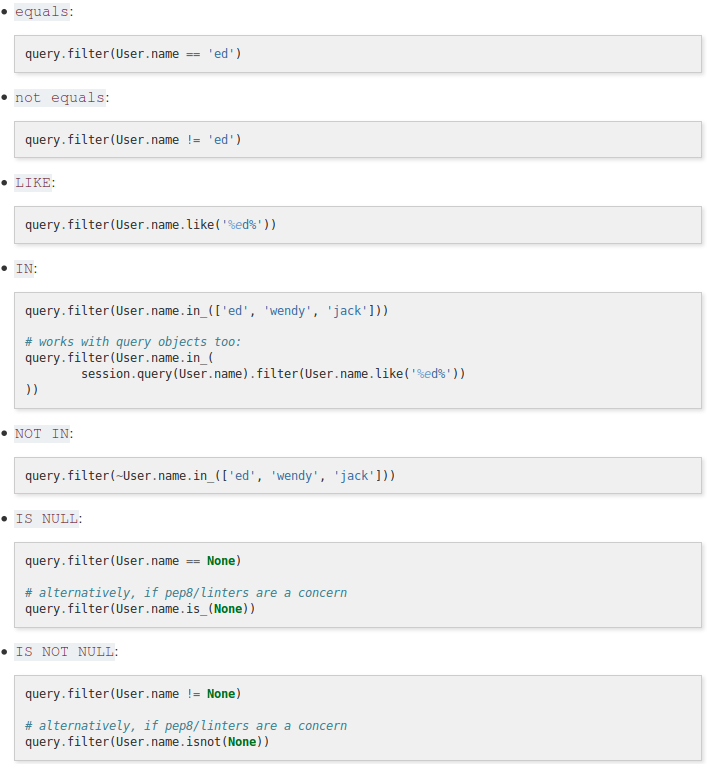 • equals:
query.filter(User.name == 'ed')
• not equals:
query.filter(User.name != 'ed')
• LIKE:
query.filter(User.name.like('%ed%'))
• IN:
query.filter(User.name.in_(['ed', 'wendy', 'jack']))
# works with query objects too:
query.filter(User.name.in_(
        session.query(User.name).filter(User.name.like('%ed%'))
))
• NOT IN:
query.filter(~User.name.in_(['ed', 'wendy', 'jack']))
• IS NULL:
query.filter(User.name == None)
# alternatively, if pep8/linters are a concern
query.filter(User.name.is_(None))
• IS NOT NULL:
query.filter(User.name != None)
# alternatively, if pep8/linters are a concern
query.filter(User.name.isnot(None))